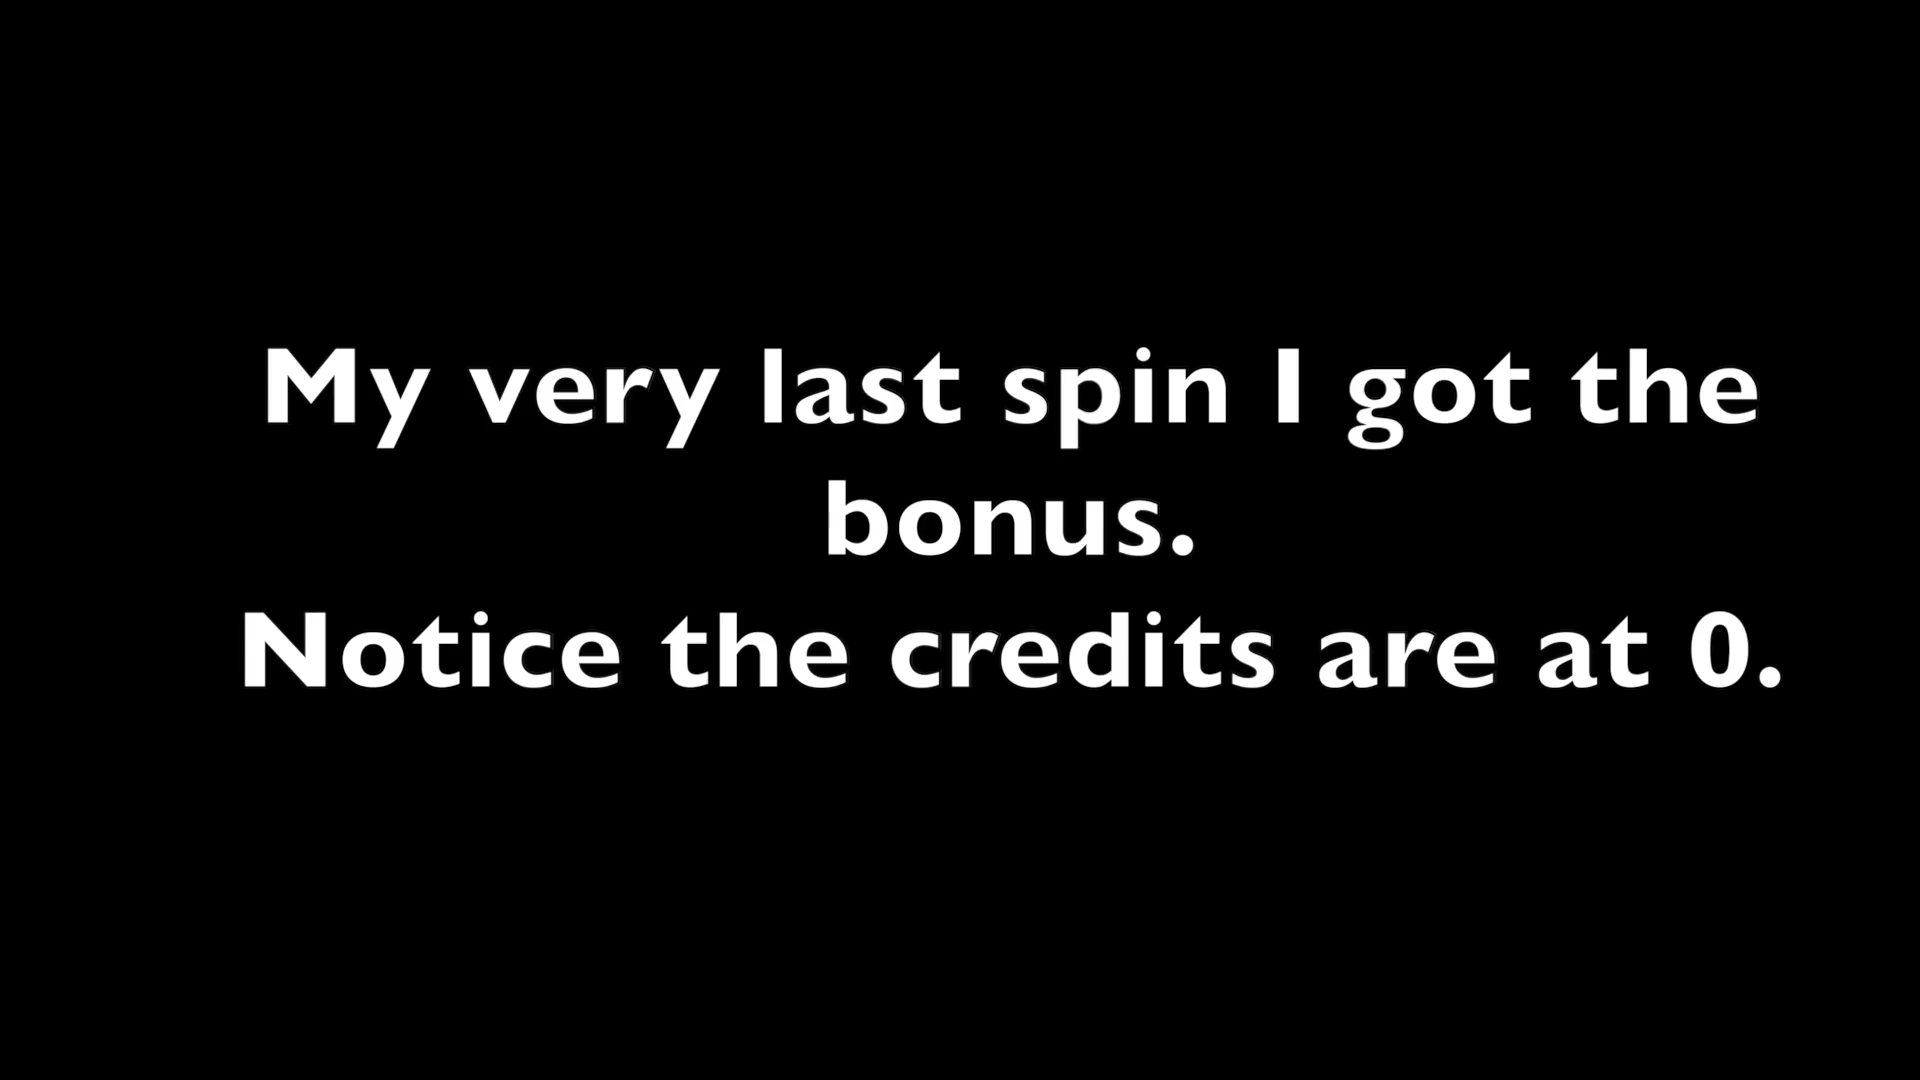 My very last spin I got the
bonus.
Notice the credits are at 0.